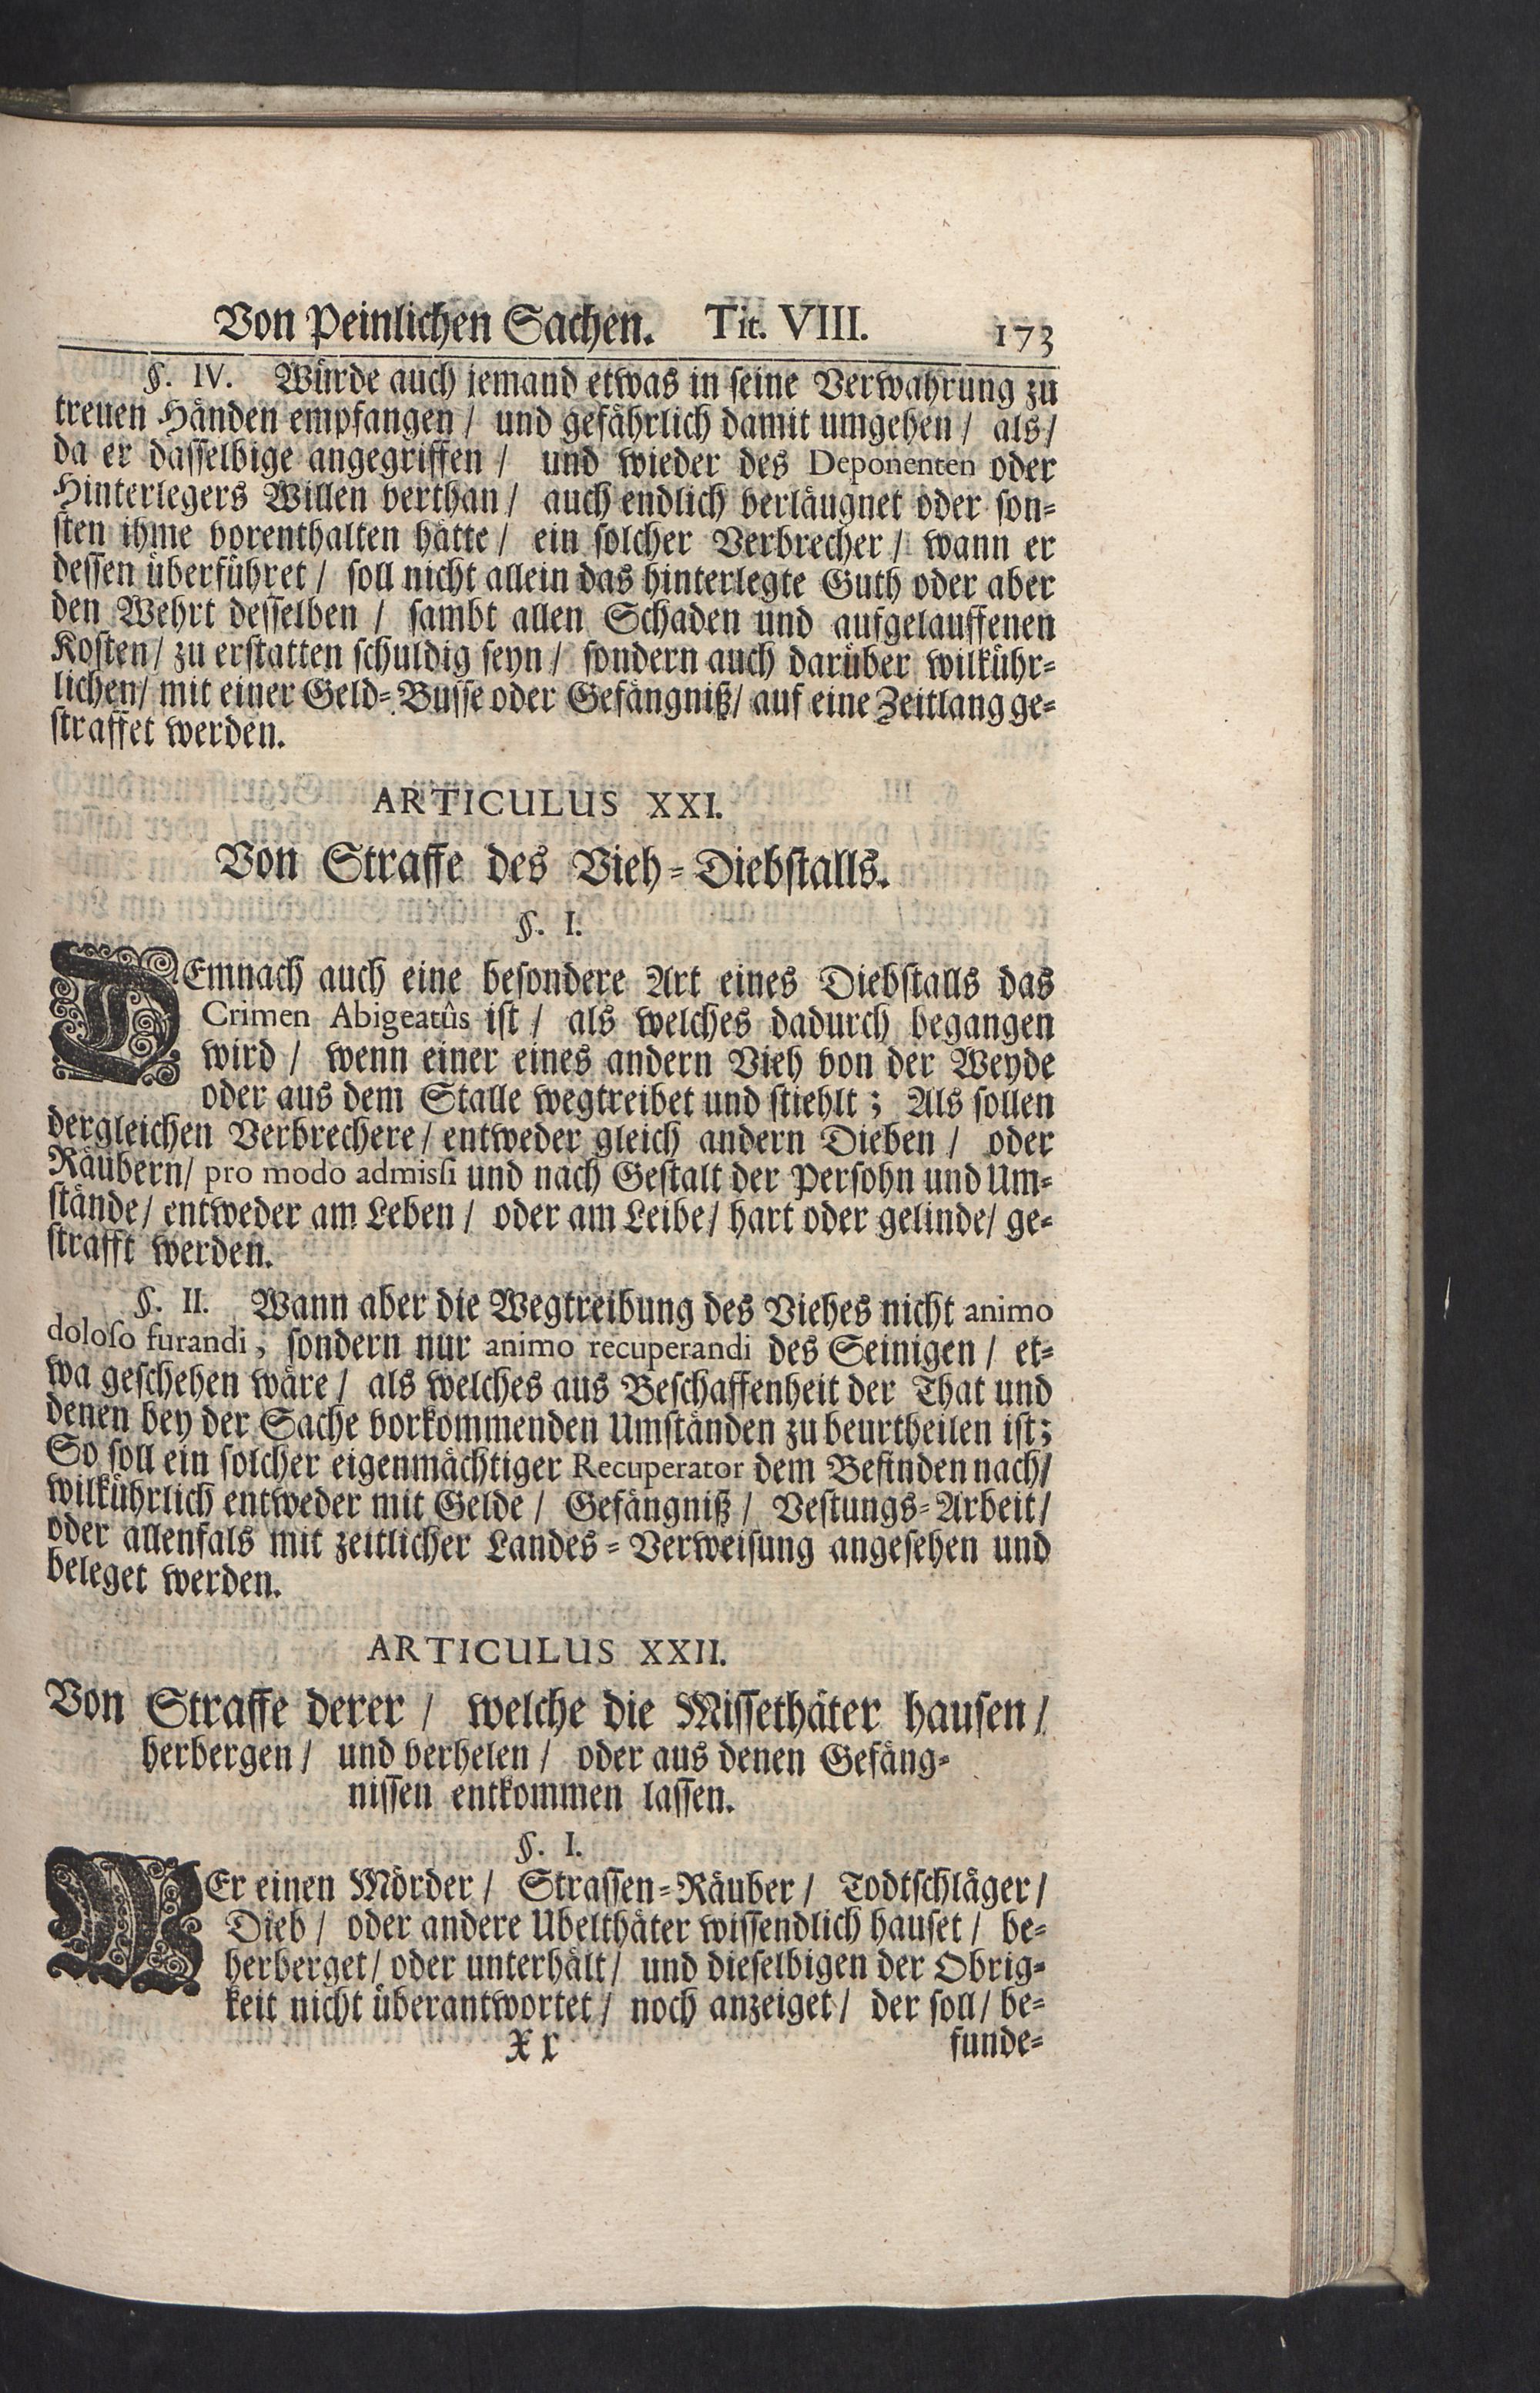 Von Peinlichen Sachen. Tit. VIII. 173
§. IV. Würde auch jemand etwas in seine Verwahrung zu
treuen Händen empfangen / und gefährlich damit umgehen / als /
da er dasselbige angegriffen / und wieder des Deponenten oder
Hinterlegers Willen verthan / auch endlich verläugnet oder son-
sten ihme vorenthalten hätte / ein solcher Verbrecher / wann er
dessen überführet / soll nicht allein das hinterlegte Guth oder aber
den Wehrt desselben / sambt allen Schaden und aufgelauffenen
Kosten / zu erstatten schuldig seyn / sondern auch darüber wilkühr-
lichen / mit einer Geld-Busse oder Gefängniß / auf eine Zeitlang ge-
straffet werden.
ARTICULUS XXI.
Von Straffe des Vieh-Diebstalls.
§. I.
DEmnach auch eine besondere Art eines Diebstalls das
Crimen Abigeatûs ist / als welches dadurch begangen
wird / wenn einer eines andern Vieh von der Weyde
oder aus dem Stalle wegtreibet und stiehlt; Als sollen
dergleichen Verbrechere / entweder gleich andern Dieben / oder
Räubern / pro modo admissi und nach Gestalt der Persohn und Um-
stände / entweder am Leben / oder am Leibe / hart oder gelinde / ge-
strafft werden.
§. II. Wann aber die Wegtreibung des Viehes nicht animo
doloso furandi, sondern nur animo recuperandi des Seinigen / et-
wa geschehen wäre / als welches aus Beschaffenheit der That und
denen bey der Sache vorkommenden Umständen zu beurtheilen ist;
So soll ein solcher eigenmächtiger Recuperator dem Befinden nach /
wilkührlich entweder mit Gelde / Gefängniß / Vestungs-Arbeit /
oder allenfals mit zeitlicher Landes-Verweisung angesehen und
beleget werden.
ARTICULUS XXII.
Von Straffe derer / welche die Missethäter hausen /
herbergen / und verhelen / oder aus denen Gefäng-
nissen entkommen lassen.
§. I.
WEr einen Mörder / Strassen-Räuber / Todtschläger /
Dieb / oder andere Ubelthäter wissendlich hauset / be-
herberget / oder unterhält / und dieselbigen der Obrig-
keit nicht überantwortet / noch anzeiget / der soll / be-
Xx funde-